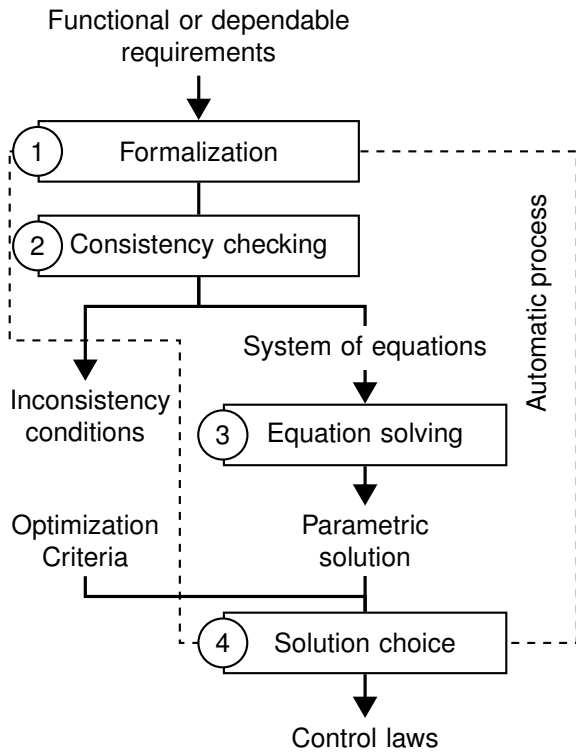 Functional or dependable
requirements
1
Formalization
2
Consistency checking
Automatic process
System of equations
Inconsistency
conditions
3
Equation solving
Optimization
Criteria
Parametric
solution
4
Solution choice
Control laws